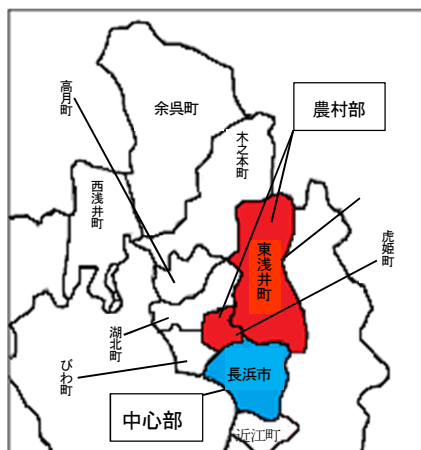 高月町
余呉町
農村部
木之本町
西浅井町
東浅井町
虎姫町
湖北町
びわ町
長浜市
中心部
近江町